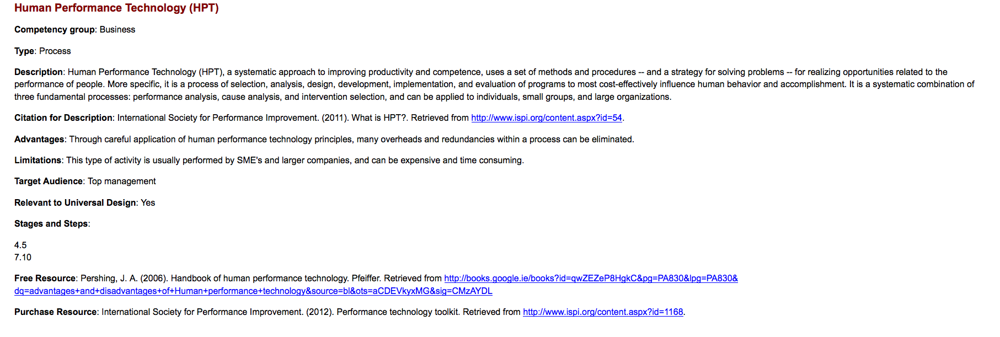 Human Performance Technology (HPT)
Competency group: Business
Type: Process
Description: Human Performance Technology (HPT), a systematic approach to improving productivity and competence, uses a set of methods and procedures -- and a strategy for solving problems -- for realizing opportunities related to the
performance of people. More specific, it is a process of selection, analysis, design, development, implementation, and evaluation of programs to most cost-effectively influence human behavior and accomplishment. It is a systematic combination of
three fundamental processes: performance analysis, cause analysis, and intervention selection, and can be applied to individuals, small groups, and large organizations.
Citation for Description: International Society for Performance Improvement. (2011). What is HPT?. Retrieved from http://www.ispi.org/content.aspx?id=54.
Advantages: Through careful application of human performance technology principles, many overheads and redundancies within a process can be eliminated.
Limitations: This type of activity is usually performed by SME's and larger companies, and can be expensive and time consuming.
Target Audience: Top management
Relevant to Universal Design: Yes
Stages and Steps:
4.5
7.10
Free Resource: Pershing, J. A. (2006). Handbook of human performance technology. Pfeiffer. Retrieved from http://books.google.ie/books?id=qwZEZeP8HgkC&pg=PA830&lpg=PA830&
dq=advantages+and+disadvantages+of+Human+performance+technology&source=bl&ots=aCDEVkyxMG&sig=CMzAYDL
Purchase Resource: International Society for Performance Improvement. (2012). Performance technology toolkit. Retrieved from http://www.ispi.org/content.aspx?id=1168.